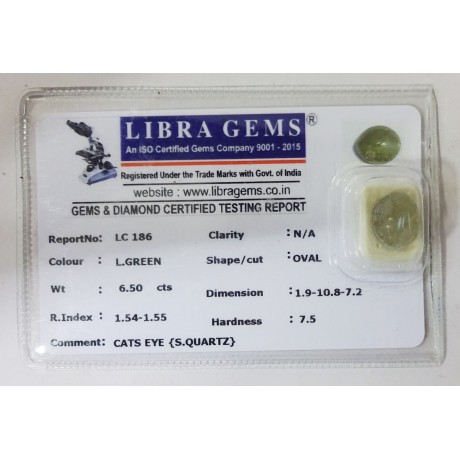 LIBRA GEMS ®
An ISO Certified Gems Company 9001 - 2015
Registered Under the Trade Marks with Govt. of India
website : www.libragems.co.in
GEMS & DIAMOND CERTIFIED TESTING REPORT
ReportNo: LC 186 Clarity : N/A
Colour : L.GREEN Shape/cut : OVAL
Wt : 6.50 cts Dimension : 1.9-10.8-7.2
R.Index : 1.54-1.55 Hardness : 7.5
Comment: CATS EYE {S.QUARTZ}